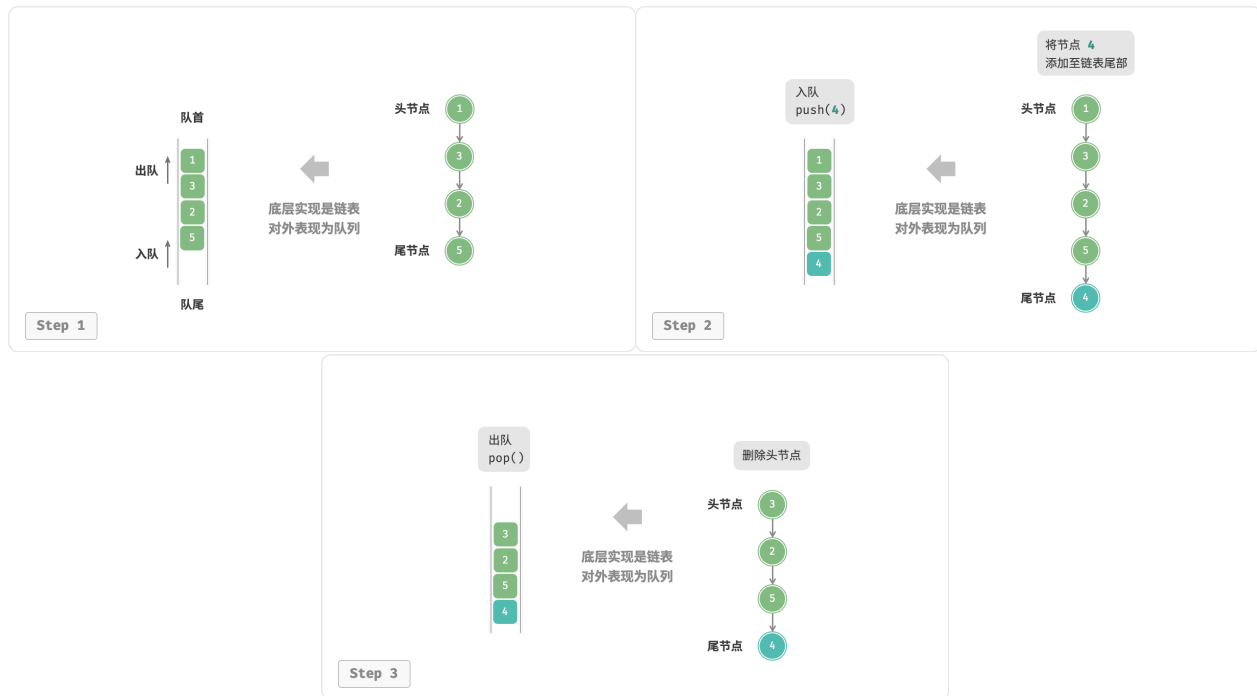 队首
出队
1
3
2
5
入队
队尾
底层实现是链表
对外表现为队列
头节点
1
3
2
尾节点
5
Step 1
入队
push(4)
1
3
2
5
4
底层实现是链表
对外表现为队列
将节点 4
添加至链表尾部
头节点
1
3
2
5
尾节点
4
Step 2
出队
pop()
3
2
5
4
底层实现是链表
对外表现为队列
删除头节点
头节点
3
2
5
尾节点
4
Step 3